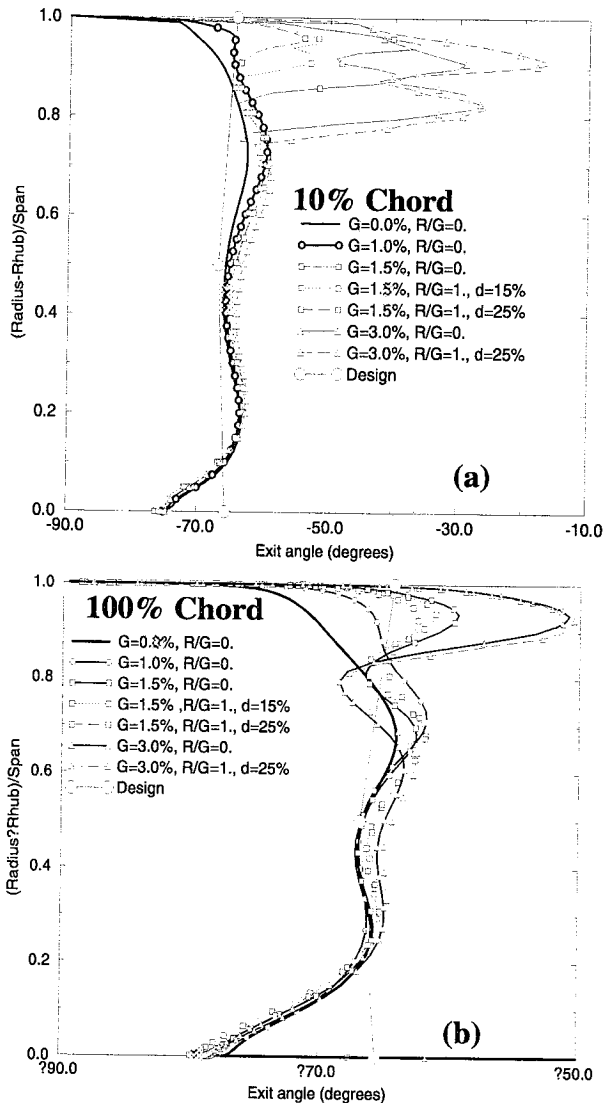 1.0
0.8
0.6
0.4
0.2
0.0
(Radius-Rhub)/Span
10% Chord
G=0.0%, R/G=0.
G=1.0%, R/G=0.
G=1.5%, R/G=0.
G=1.5%, R/G=1., d=15%
G=1.5%, R/G=1., d=25%
G=3.0%, R/G=0.
G=3.0%, R/G=1., d=25%
Design
(a)
-90.0 -70.0 -50.0 -30.0 -10.0
Exit angle (degrees)
1.0
0.8
0.6
0.4
0.2
0.0
(Radius?Rhub)/Span
100% Chord
G=0.0%, R/G=0.
G=1.0%, R/G=0.
G=1.5%, R/G=0.
G=1.5% ,R/G=1., d=15%
G=1.5%, R/G=1., d=25%
G=3.0%, R/G=0.
G=3.0%, R/G=1., d=25%
Design
(b)
?90.0 ?70.0 ?50.0
Exit angle (degrees)